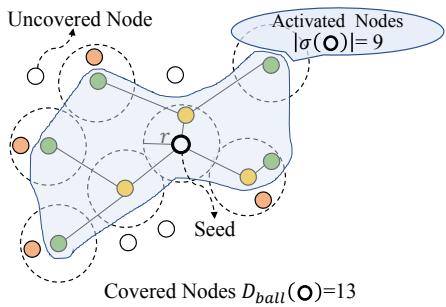 Uncovered Node
Activated Nodes
|σ(O)|= 9
r
Seed
Covered Nodes D_ball(O)=13